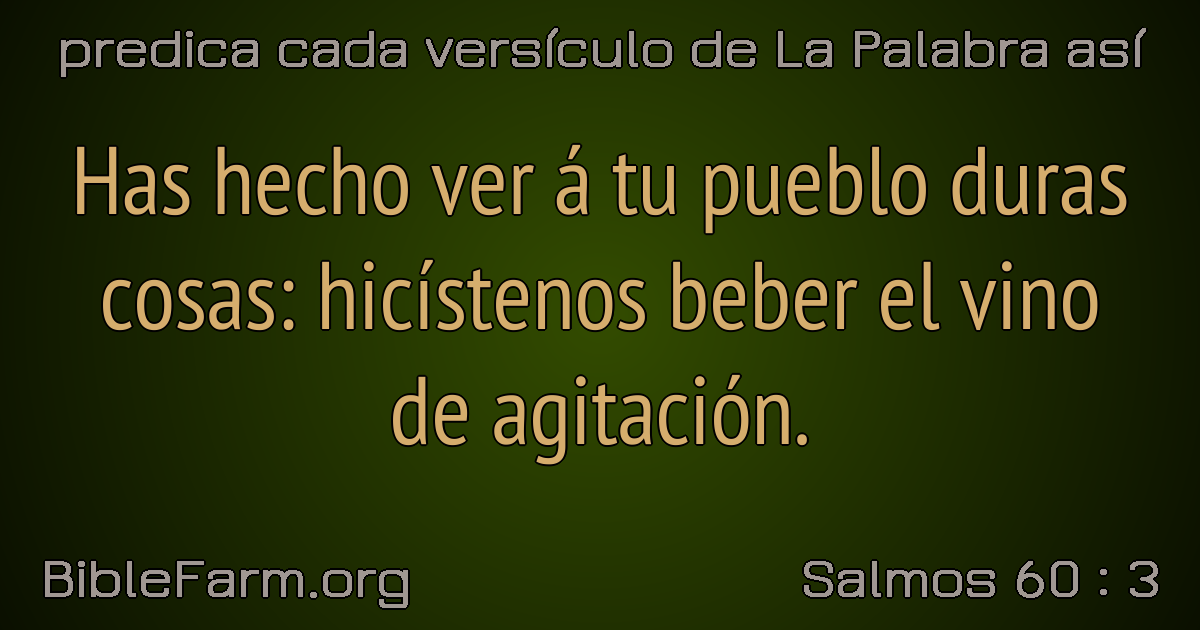 predica cada versículo de La Palabra así
Has hecho ver á tu pueblo duras
cosas: hicístenos beber el vino
de agitación.
BibleFarm.org
Salmos 60 : 3